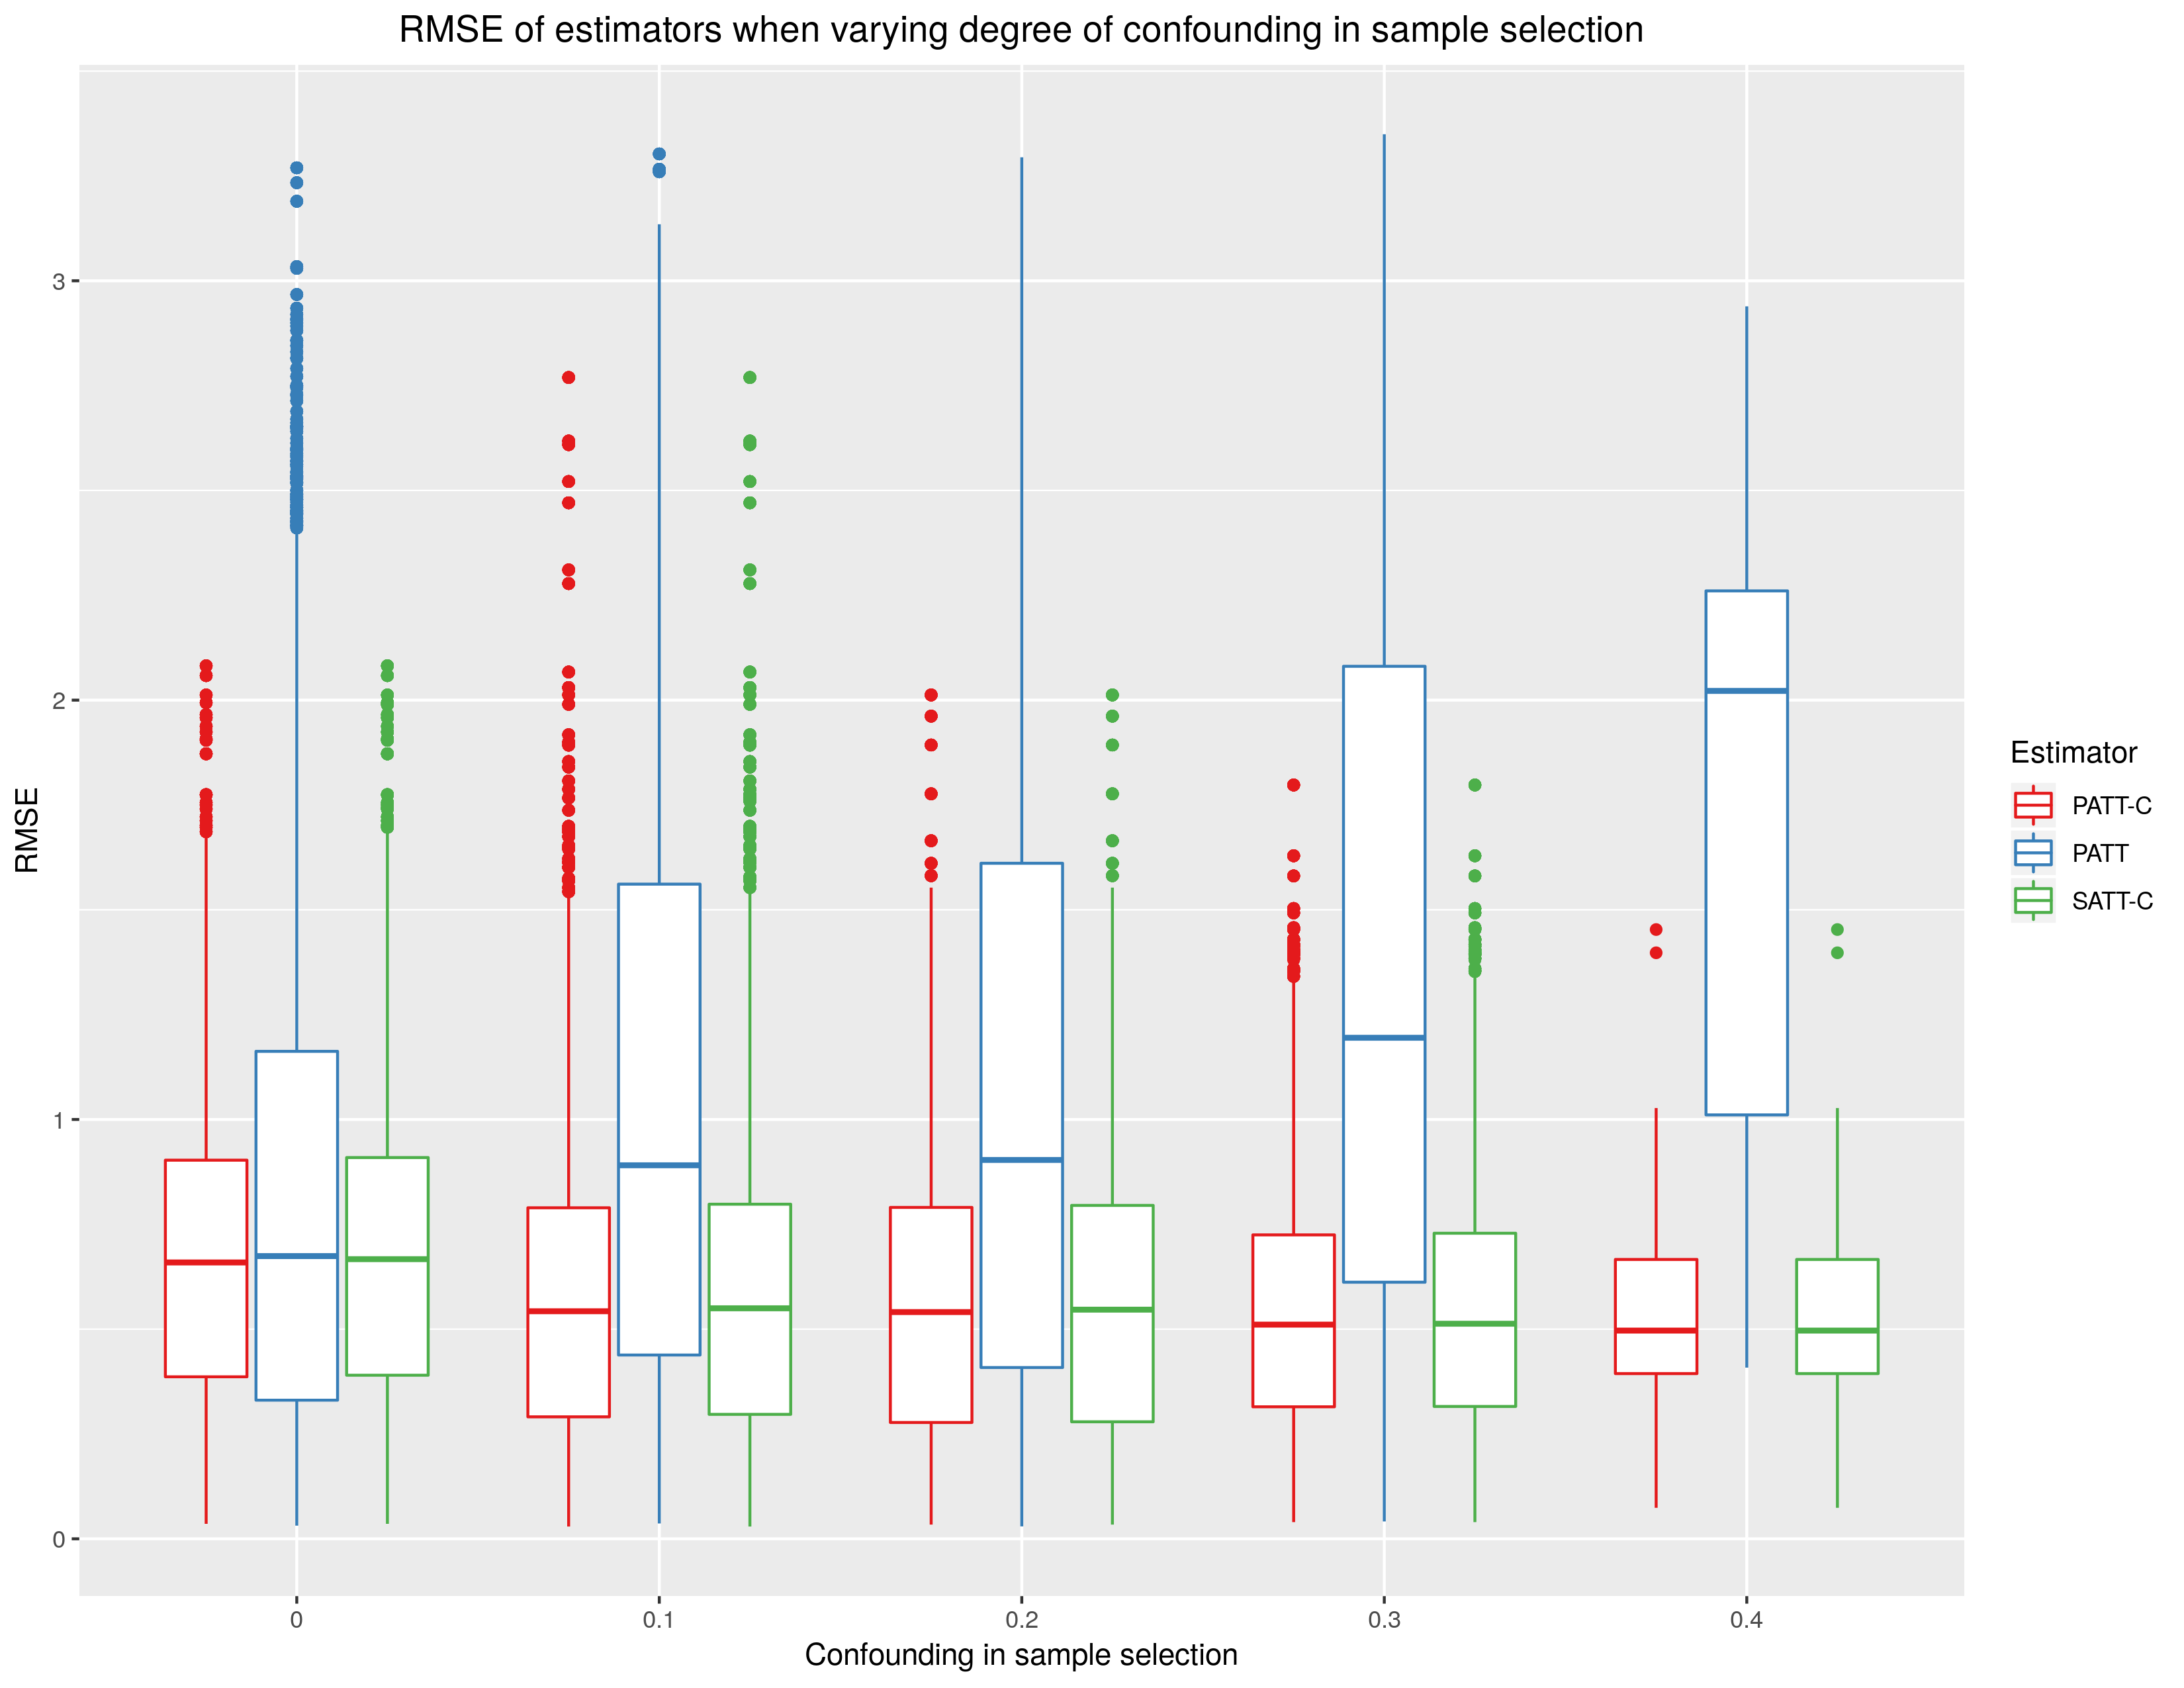 RMSE of estimators when varying degree of confounding in sample selection
3
2
1
0
RMSE
0 0.1 0.2 0.3 0.4
Confounding in sample selection
Estimator
PATT-C
PATT
SATT-C